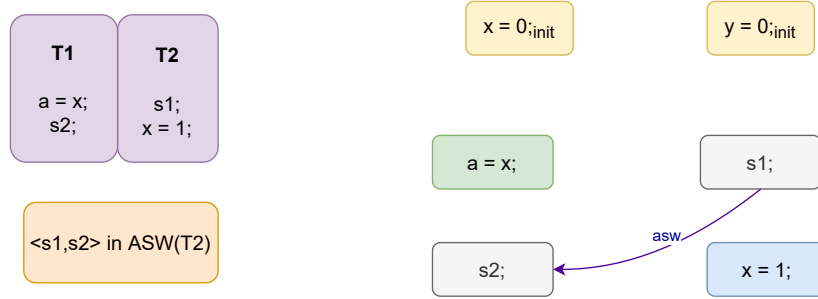 T1
a = x;
s2;
T2
s1;
x = 1;
<s1,s2> in ASW(T2)
x = 0;init
y = 0;init
a = x;
s1;
asw
s2;
x = 1;